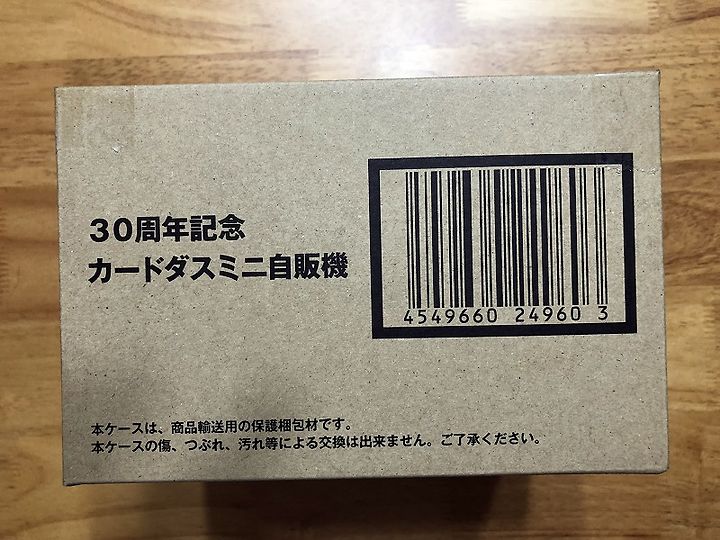 30周年記念
カードダスミニ自販機
4549660 24960 3
本ケースは、商品輸送用の保護梱包材です。
本ケースの傷、つぶれ、汚れ等による交換は出来ません。ご了承ください。